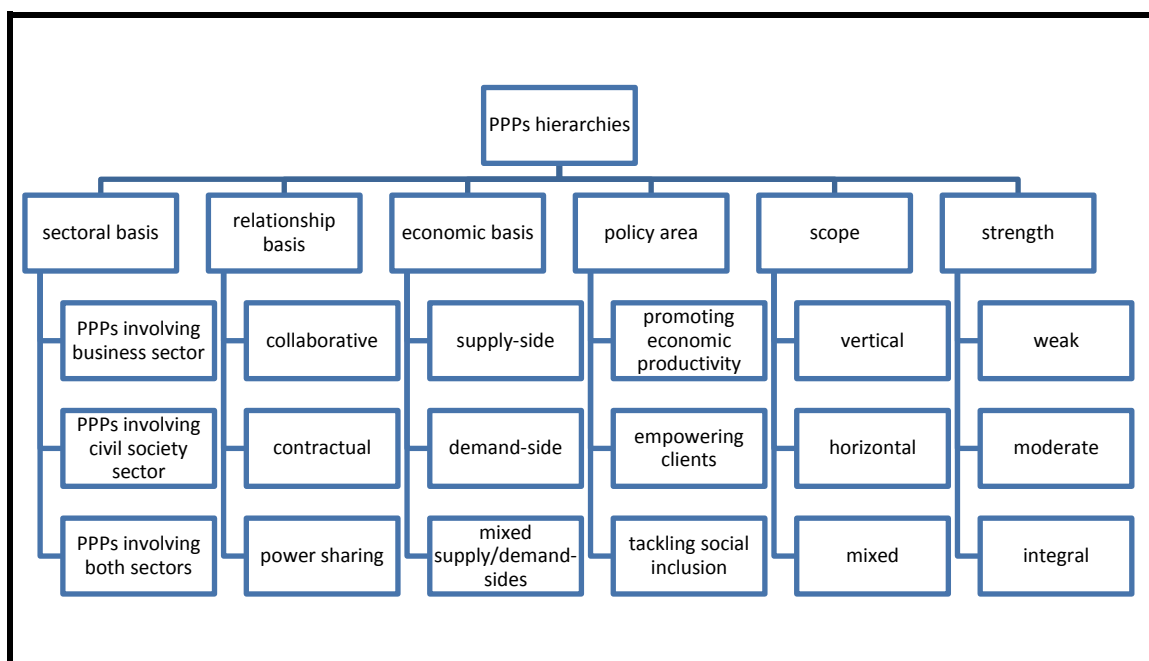 PPPs hierarchies
sectoral basis
relationship
basis
economic basis
policy area
scope
strength
PPPs involving
business sector
collaborative
supply-side
promoting
economic
productivity
vertical
weak
PPPs involving
civil society
sector
contractual
demand-side
empowering
clients
horizontal
moderate
PPPs involving
both sectors
power sharing
mixed
supply/demand-
sides
tackling social
inclusion
mixed
integral